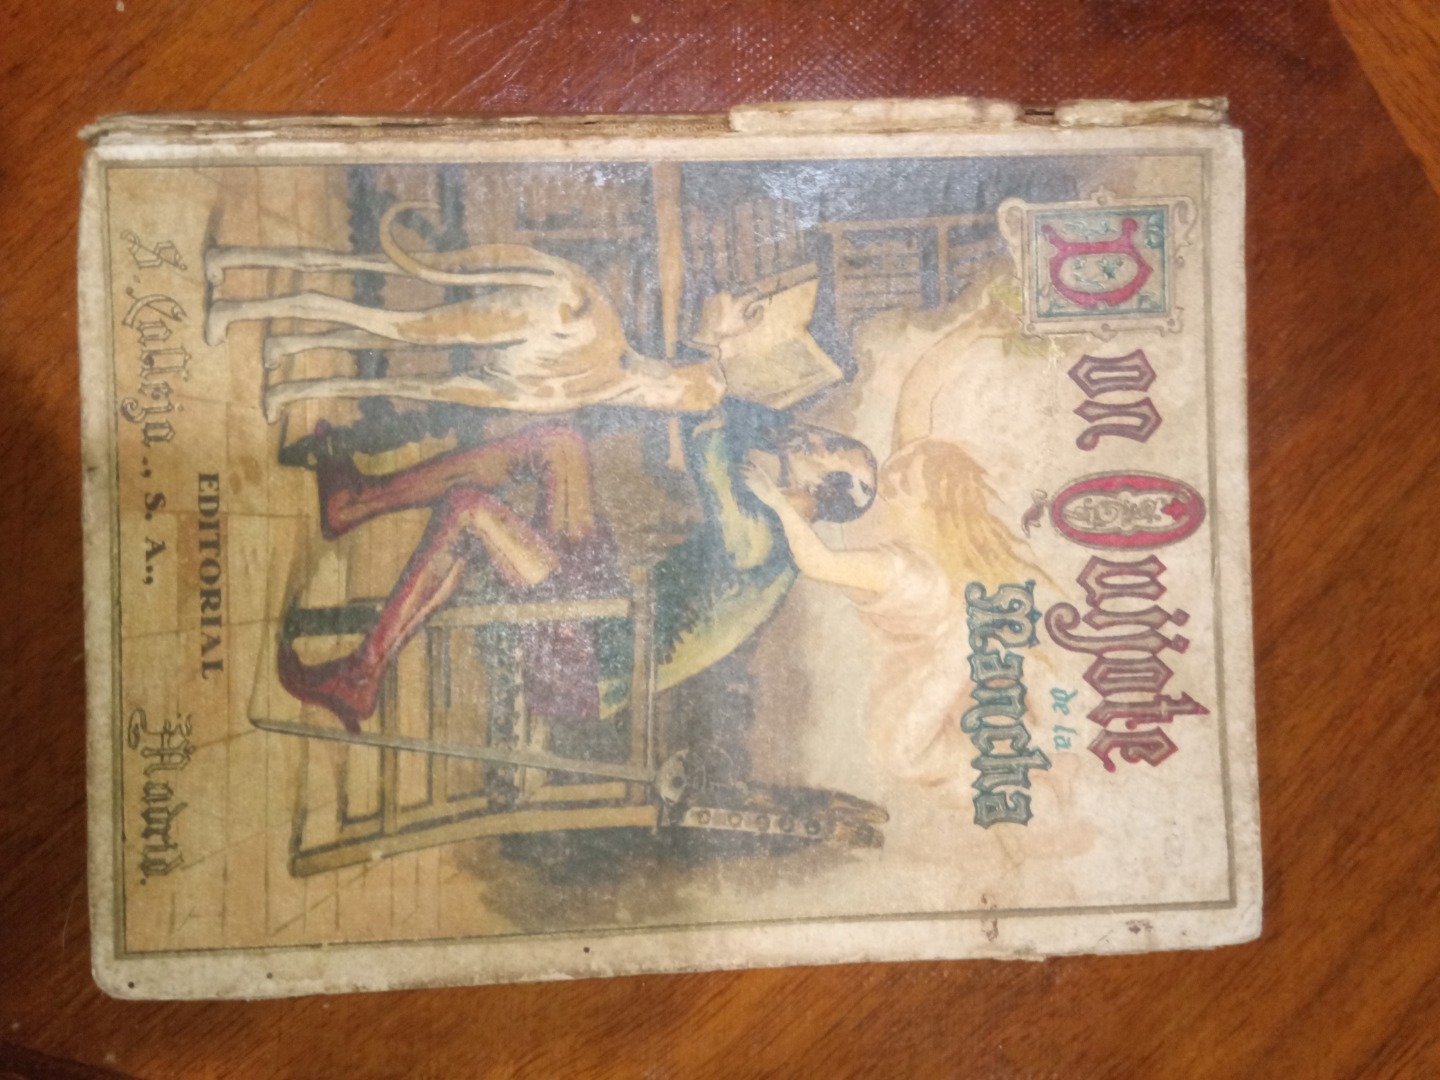 Don Quijote
de la
Mancha
EDITORIAL
S. Calleja., S. A., Madrid.